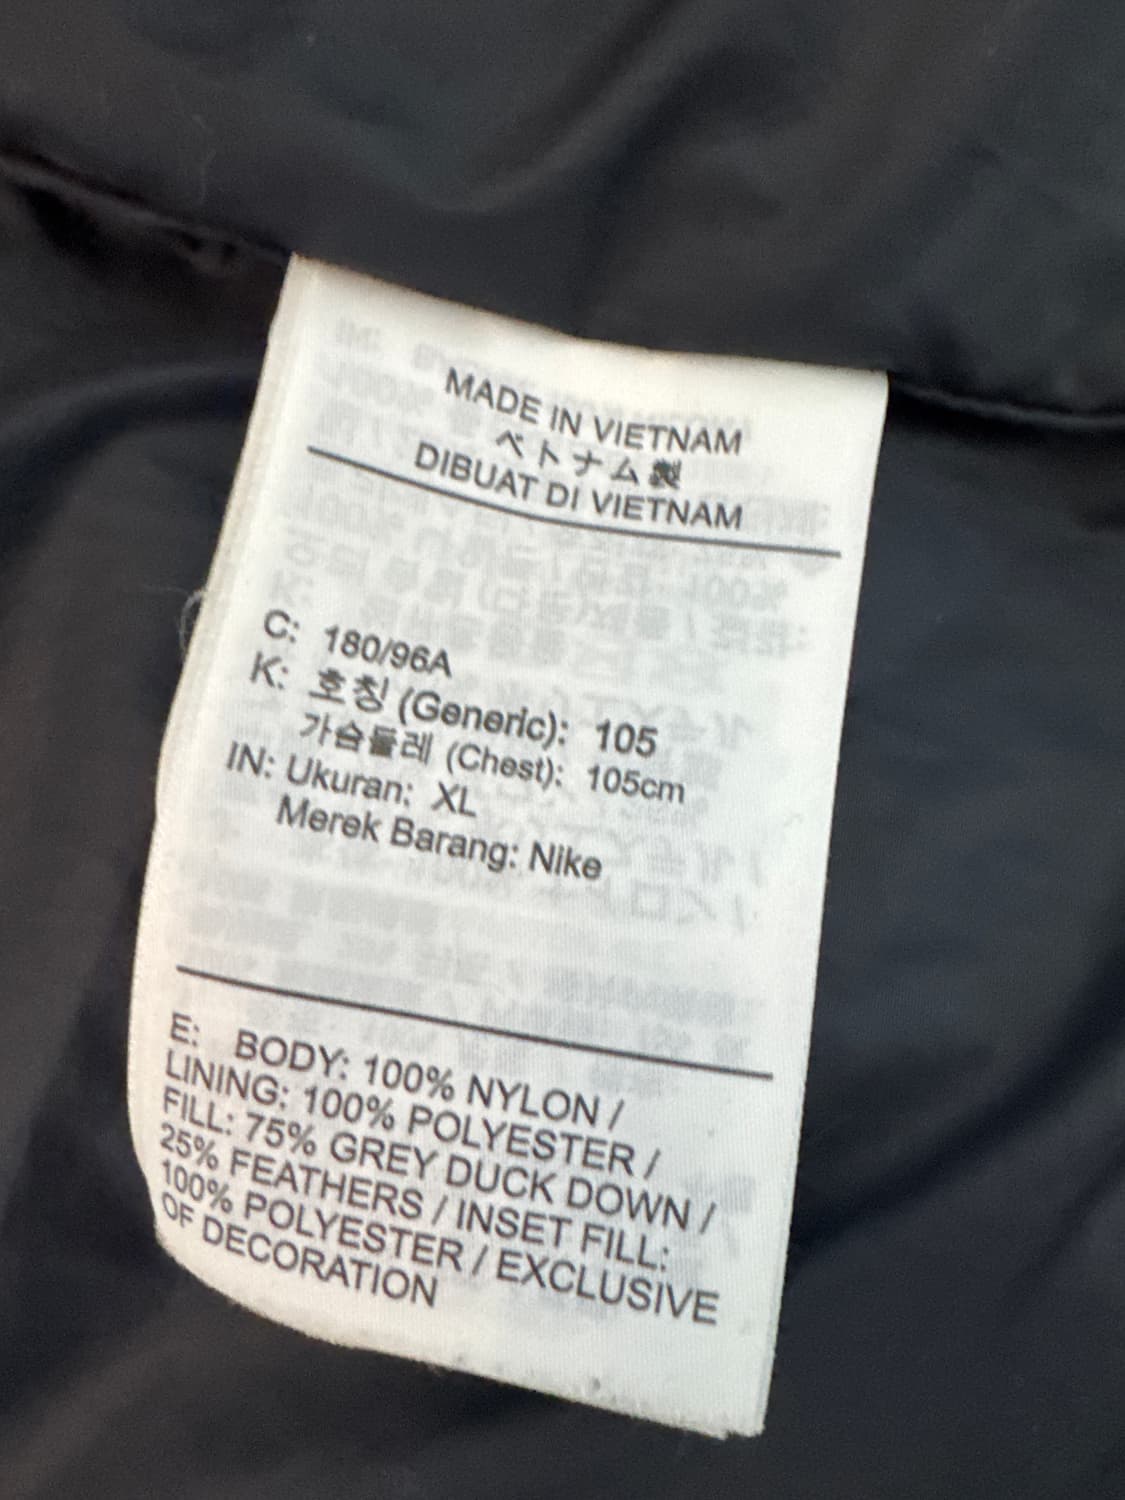 MADE IN VIETNAM
ベトナム製
DIBUAT DI VIETNAM
C: 180/96A
K: 호칭 (Generic): 105
가슴둘레 (Chest): 105cm
IN: Ukuran: XL
Merek Barang: Nike
E: BODY: 100% NYLON /
LINING: 100% POLYESTER /
FILL: 75% GREY DUCK DOWN /
25% FEATHERS / INSET FILL:
100% POLYESTER / EXCLUSIVE
OF DECORATION